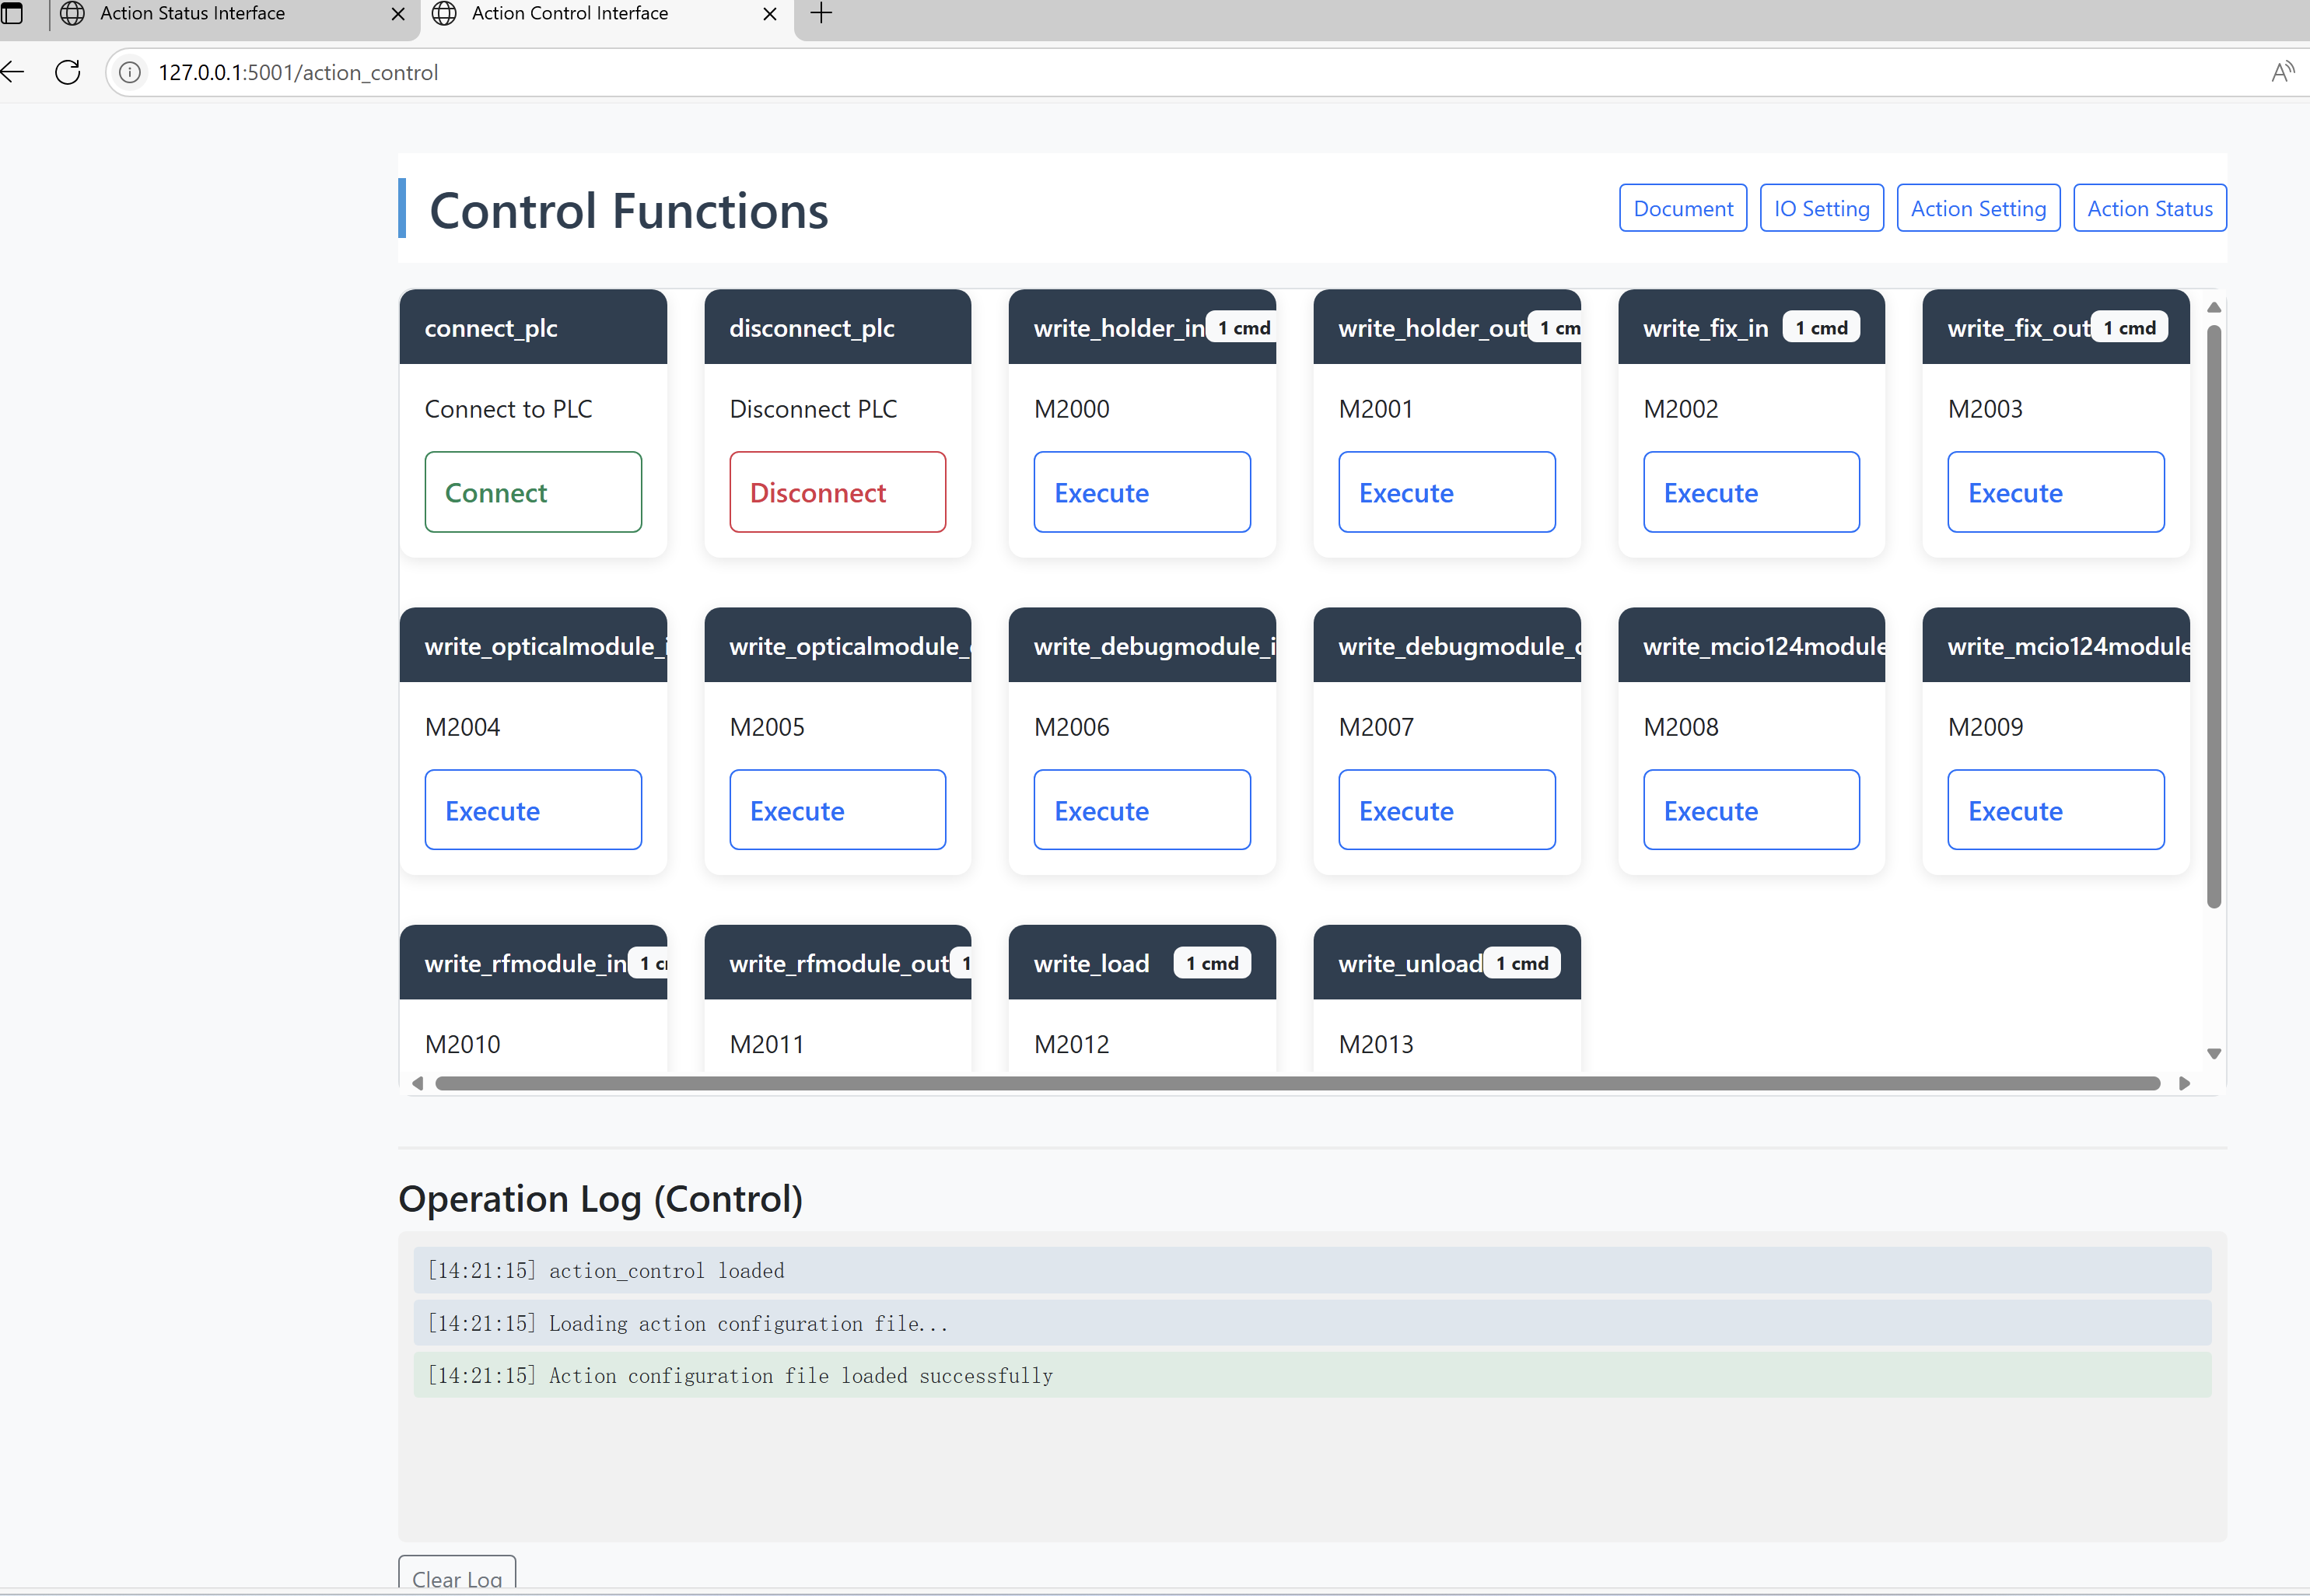 Action Status Interface
Action Control Interface
127.0.0.1:5001/action_control
Control Functions
Document
IO Setting
Action Setting
Action Status
connect_plc
disconnect_plc
write_holder_in 1 cmd
write_holder_out 1 cm
write_fix_in 1 cmd
write_fix_out 1 cmd
Connect to PLC
Disconnect PLC
M2000
M2001
M2002
M2003
Connect
Disconnect
Execute
Execute
Execute
Execute
write_opticalmodule_i
write_opticalmodule_
write_debugmodule_i
write_debugmodule_
write_mcio124module
write_mcio124module
M2004
M2005
M2006
M2007
M2008
M2009
Execute
Execute
Execute
Execute
Execute
Execute
write_rfmodule_in 1 c
write_rfmodule_out 1
write_load 1 cmd
write_unload 1 cmd
M2010
M2011
M2012
M2013
Operation Log (Control)
[14:21:15] action_control loaded
[14:21:15] Loading action configuration file...
[14:21:15] Action configuration file loaded successfully
Clear Log